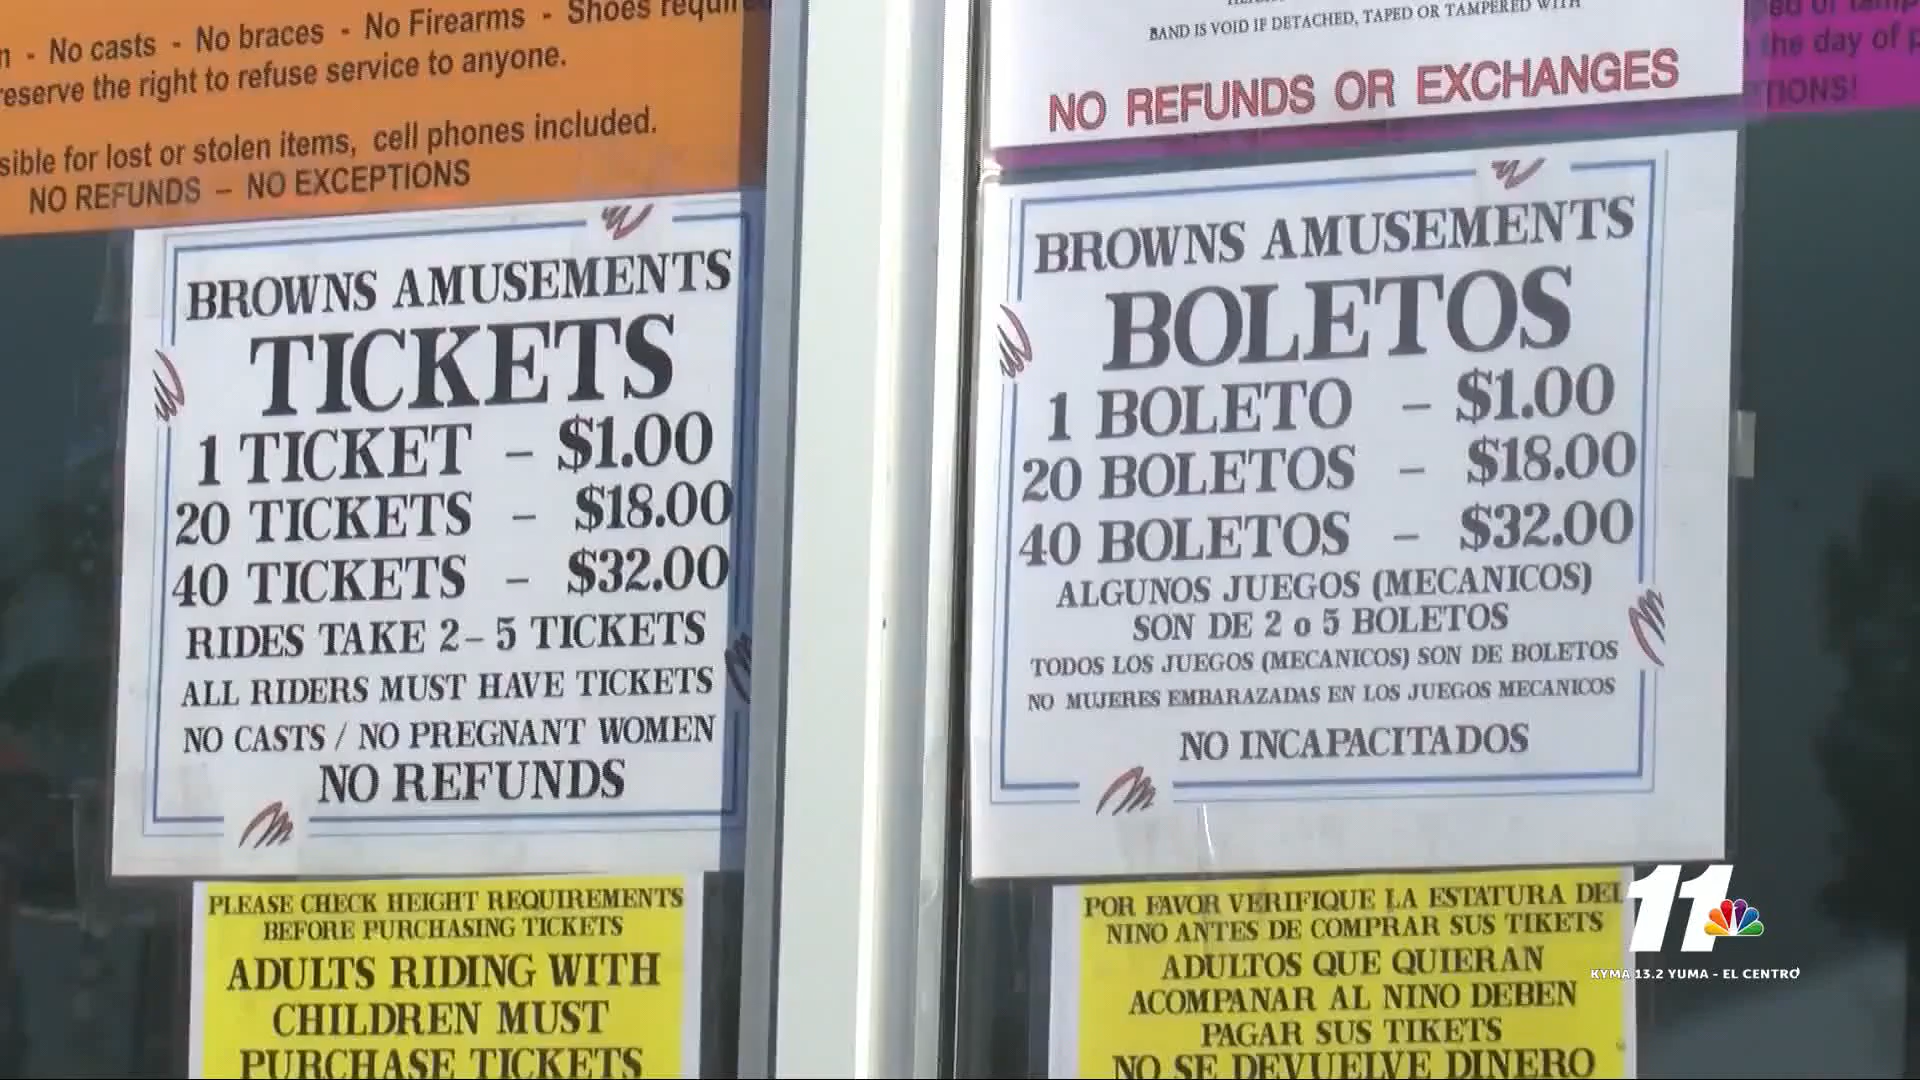 - No casts - No braces - No Firearms - Shoes
reserve the right to refuse service to anyone.
for lost or stolen items, cell phones included.
NO REFUNDS – NO EXCEPTIONS
BROWNS AMUSEMENTS
TICKETS
1 TICKET – $1.00
20 TICKETS – $18.00
40 TICKETS – $32.00
RIDES TAKE 2 – 5 TICKETS
ALL RIDERS MUST HAVE TICKETS
NO CASTS / NO PREGNANT WOMEN
NO REFUNDS
PLEASE CHECK HEIGHT REQUIREMENTS
BEFORE PURCHASING TICKETS
ADULTS RIDING WITH
CHILDREN MUST
PURCHASE TICKETS
BAND IS VOID IF DETACHED, TAPED OR TAMPERED WITH
NO REFUNDS OR EXCHANGES
the day of
BROWNS AMUSEMENTS
BOLETOS
1 BOLETO – $1.00
20 BOLETOS – $18.00
40 BOLETOS – $32.00
ALGUNOS JUEGOS (MECANICOS)
SON DE 2 o 5 BOLETOS
TODOS LOS JUEGOS (MECANICOS) SON DE BOLETOS
NO MUJERES EMBARAZADAS EN LOS JUEGOS MECANICOS
NO INCAPACITADOS
POR FAVOR VERIFIQUE LA ESTATURA DEL
NINO ANTES DE COMPRAR SUS TIKETS
ADULTOS QUE QUIERAN
ACOMPANAR AL NINO DEBEN
PAGAR SUS TIKETS
NO SE DEVUELVE DINERO
11
KYMA 13.2 YUMA - EL CENTRO